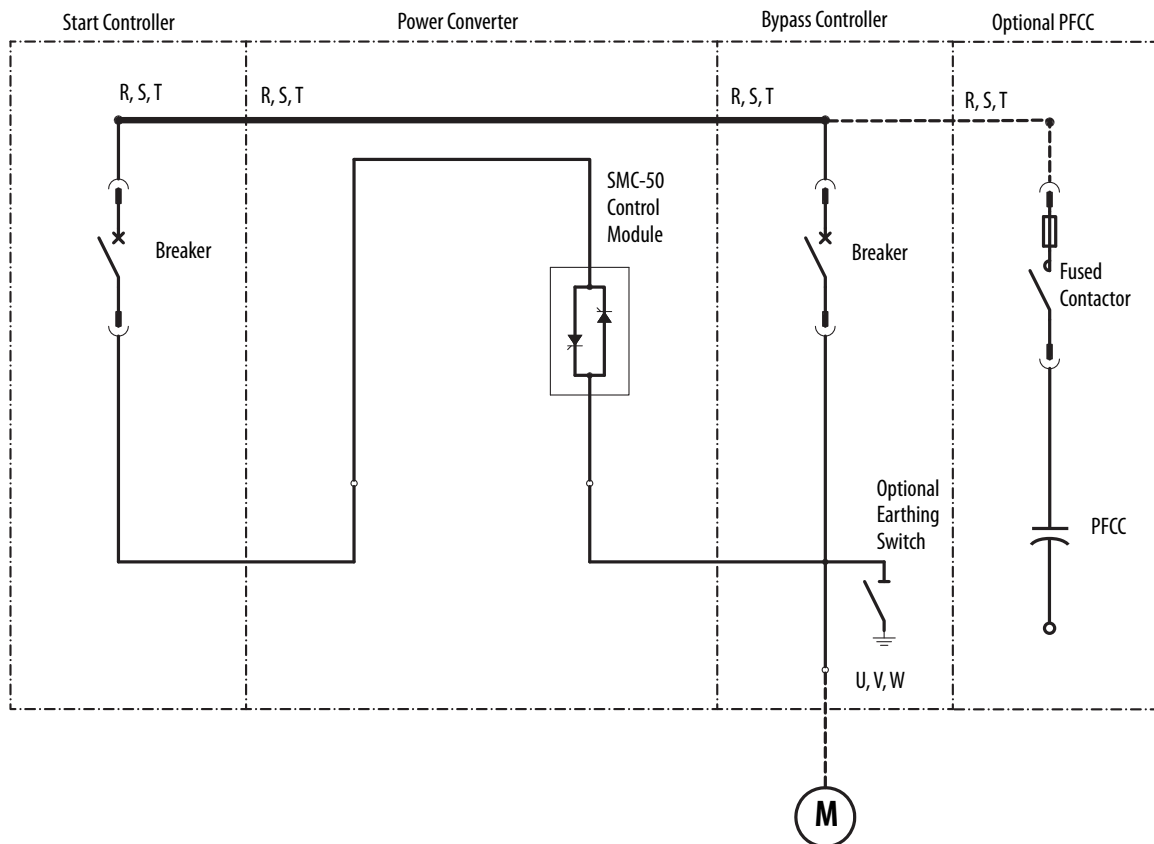 Start Controller
Power Converter
Bypass Controller
Optional PFCC
R, S, T
R, S, T
R, S, T
R, S, T
SMC-50
Control
Module
Breaker
Breaker
Fused
Contactor
Optional
Earthing
Switch
PFCC
U, V, W
M